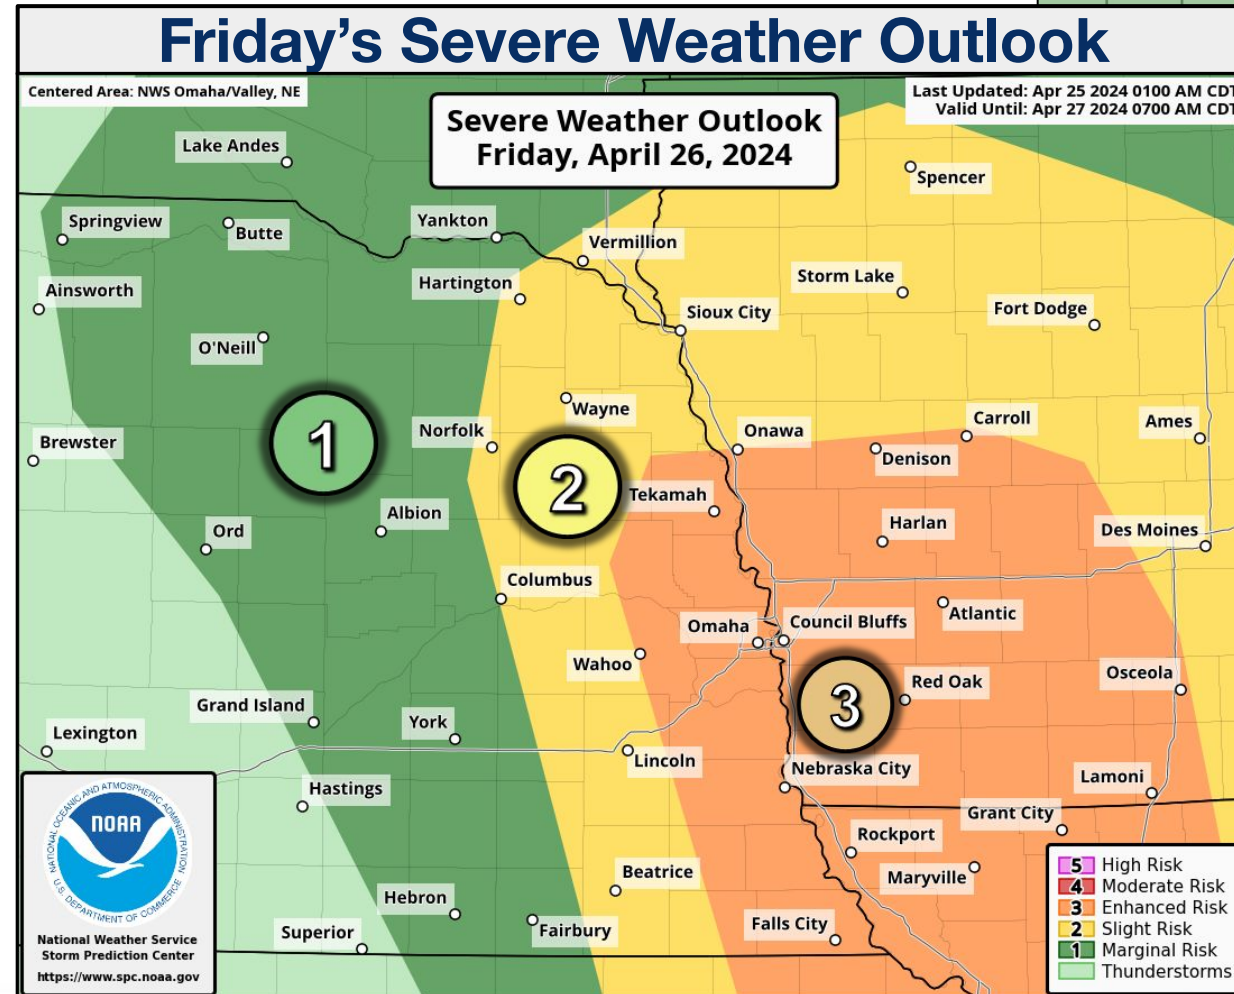 Friday's Severe Weather Outlook
Centered Area: NWS Omaha/Valley, NE
Last Updated: Apr 25 2024 0100 AM CDT
Valid Until: Apr 27 2024 0700 AM CDT
Severe Weather Outlook
Friday, April 26, 2024
Lake Andes
Spencer
Springview
Butte
Yankton
Vermillion
Hartington
Storm Lake
Ainsworth
Sioux City
Fort Dodge
O'Neill
Wayne
Norfolk
Onawa
Carroll
Ames
Brewster
1
Denison
2
Tekamah
Albion
Harlan
Ord
Des Moines
Columbus
Omaha
Council Bluffs
Atlantic
Wahoo
Red Oak
Osceola
3
Grand Island
York
Lexington
Lincoln
Nebraska City
Hastings
Lamoni
Grant City
Rockport
Beatrice
Maryville
Hebron
Fairbury
Falls City
Superior
NATIONAL OCEANIC AND ATMOSPHERIC ADMINISTRATION
NOAA
U.S. DEPARTMENT OF COMMERCE
National Weather Service
Storm Prediction Center
https://www.spc.noaa.gov
5 High Risk
4 Moderate Risk
3 Enhanced Risk
2 Slight Risk
1 Marginal Risk
Thunderstorms